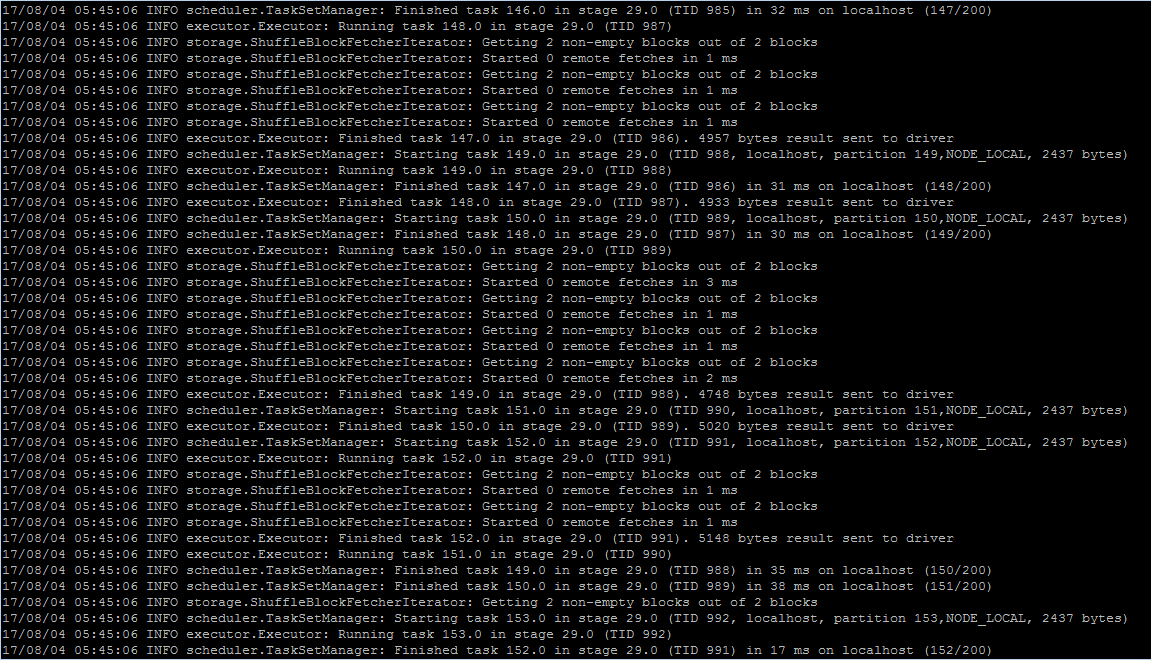 17/08/04 05:45:06 INFO scheduler.TaskSetManager: Finished task 146.0 in stage 29.0 (TID 985) in 32 ms on localhost (147/200)
17/08/04 05:45:06 INFO executor.Executor: Running task 148.0 in stage 29.0 (TID 987)
17/08/04 05:45:06 INFO storage.ShuffleBlockFetcherIterator: Getting 2 non-empty blocks out of 2 blocks
17/08/04 05:45:06 INFO storage.ShuffleBlockFetcherIterator: Started 0 remote fetches in 1 ms
17/08/04 05:45:06 INFO storage.ShuffleBlockFetcherIterator: Getting 2 non-empty blocks out of 2 blocks
17/08/04 05:45:06 INFO storage.ShuffleBlockFetcherIterator: Started 0 remote fetches in 1 ms
17/08/04 05:45:06 INFO storage.ShuffleBlockFetcherIterator: Getting 2 non-empty blocks out of 2 blocks
17/08/04 05:45:06 INFO storage.ShuffleBlockFetcherIterator: Started 0 remote fetches in 1 ms
17/08/04 05:45:06 INFO executor.Executor: Finished task 147.0 in stage 29.0 (TID 986). 4957 bytes result sent to driver
17/08/04 05:45:06 INFO scheduler.TaskSetManager: Starting task 149.0 in stage 29.0 (TID 988, localhost, partition 149,NODE_LOCAL, 2437 bytes)
17/08/04 05:45:06 INFO executor.Executor: Running task 149.0 in stage 29.0 (TID 988)
17/08/04 05:45:06 INFO scheduler.TaskSetManager: Finished task 147.0 in stage 29.0 (TID 986) in 31 ms on localhost (148/200)
17/08/04 05:45:06 INFO executor.Executor: Finished task 148.0 in stage 29.0 (TID 987). 4933 bytes result sent to driver
17/08/04 05:45:06 INFO scheduler.TaskSetManager: Starting task 150.0 in stage 29.0 (TID 989, localhost, partition 150,NODE_LOCAL, 2437 bytes)
17/08/04 05:45:06 INFO scheduler.TaskSetManager: Finished task 148.0 in stage 29.0 (TID 987) in 30 ms on localhost (149/200)
17/08/04 05:45:06 INFO executor.Executor: Running task 150.0 in stage 29.0 (TID 989)
17/08/04 05:45:06 INFO storage.ShuffleBlockFetcherIterator: Getting 2 non-empty blocks out of 2 blocks
17/08/04 05:45:06 INFO storage.ShuffleBlockFetcherIterator: Started 0 remote fetches in 3 ms
17/08/04 05:45:06 INFO storage.ShuffleBlockFetcherIterator: Getting 2 non-empty blocks out of 2 blocks
17/08/04 05:45:06 INFO storage.ShuffleBlockFetcherIterator: Started 0 remote fetches in 1 ms
17/08/04 05:45:06 INFO storage.ShuffleBlockFetcherIterator: Getting 2 non-empty blocks out of 2 blocks
17/08/04 05:45:06 INFO storage.ShuffleBlockFetcherIterator: Started 0 remote fetches in 1 ms
17/08/04 05:45:06 INFO storage.ShuffleBlockFetcherIterator: Getting 2 non-empty blocks out of 2 blocks
17/08/04 05:45:06 INFO storage.ShuffleBlockFetcherIterator: Started 0 remote fetches in 2 ms
17/08/04 05:45:06 INFO executor.Executor: Finished task 149.0 in stage 29.0 (TID 988). 4748 bytes result sent to driver
17/08/04 05:45:06 INFO scheduler.TaskSetManager: Starting task 151.0 in stage 29.0 (TID 990, localhost, partition 151,NODE_LOCAL, 2437 bytes)
17/08/04 05:45:06 INFO executor.Executor: Finished task 150.0 in stage 29.0 (TID 989). 5020 bytes result sent to driver
17/08/04 05:45:06 INFO scheduler.TaskSetManager: Starting task 152.0 in stage 29.0 (TID 991, localhost, partition 152,NODE_LOCAL, 2437 bytes)
17/08/04 05:45:06 INFO executor.Executor: Running task 152.0 in stage 29.0 (TID 991)
17/08/04 05:45:06 INFO storage.ShuffleBlockFetcherIterator: Getting 2 non-empty blocks out of 2 blocks
17/08/04 05:45:06 INFO storage.ShuffleBlockFetcherIterator: Started 0 remote fetches in 1 ms
17/08/04 05:45:06 INFO storage.ShuffleBlockFetcherIterator: Getting 2 non-empty blocks out of 2 blocks
17/08/04 05:45:06 INFO storage.ShuffleBlockFetcherIterator: Started 0 remote fetches in 1 ms
17/08/04 05:45:06 INFO executor.Executor: Finished task 152.0 in stage 29.0 (TID 991). 5148 bytes result sent to driver
17/08/04 05:45:06 INFO executor.Executor: Running task 151.0 in stage 29.0 (TID 990)
17/08/04 05:45:06 INFO scheduler.TaskSetManager: Finished task 149.0 in stage 29.0 (TID 988) in 35 ms on localhost (150/200)
17/08/04 05:45:06 INFO scheduler.TaskSetManager: Finished task 150.0 in stage 29.0 (TID 989) in 38 ms on localhost (151/200)
17/08/04 05:45:06 INFO storage.ShuffleBlockFetcherIterator: Getting 2 non-empty blocks out of 2 blocks
17/08/04 05:45:06 INFO scheduler.TaskSetManager: Starting task 153.0 in stage 29.0 (TID 992, localhost, partition 153,NODE_LOCAL, 2437 bytes)
17/08/04 05:45:06 INFO executor.Executor: Running task 153.0 in stage 29.0 (TID 992)
17/08/04 05:45:06 INFO scheduler.TaskSetManager: Finished task 152.0 in stage 29.0 (TID 991) in 17 ms on localhost (152/200)